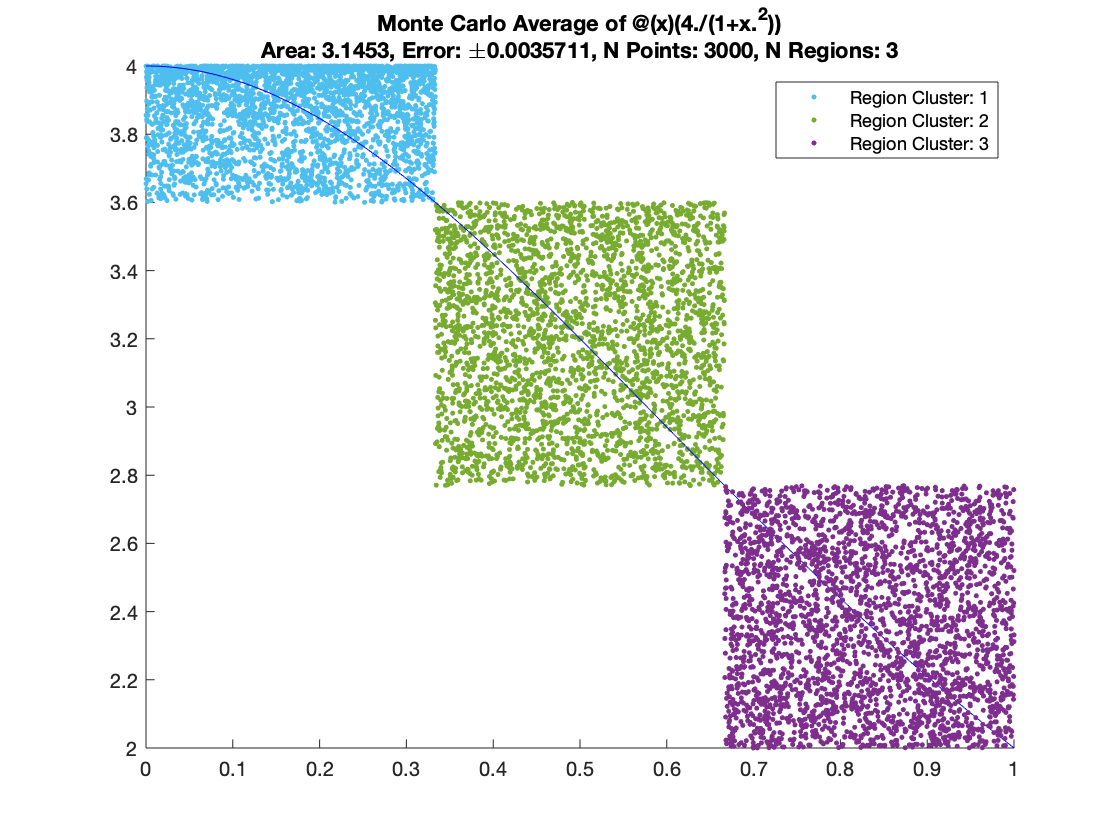 Monte Carlo Average of @(x)(4./(1+x.²))
Area: 3.1453, Error: ±0.0035711, N Points: 3000, N Regions: 3
Region Cluster: 1
Region Cluster: 2
Region Cluster: 3
4
3.8
3.6
3.4
3.2
3
2.8
2.6
2.4
2.2
2
0 0.1 0.2 0.3 0.4 0.5 0.6 0.7 0.8 0.9 1